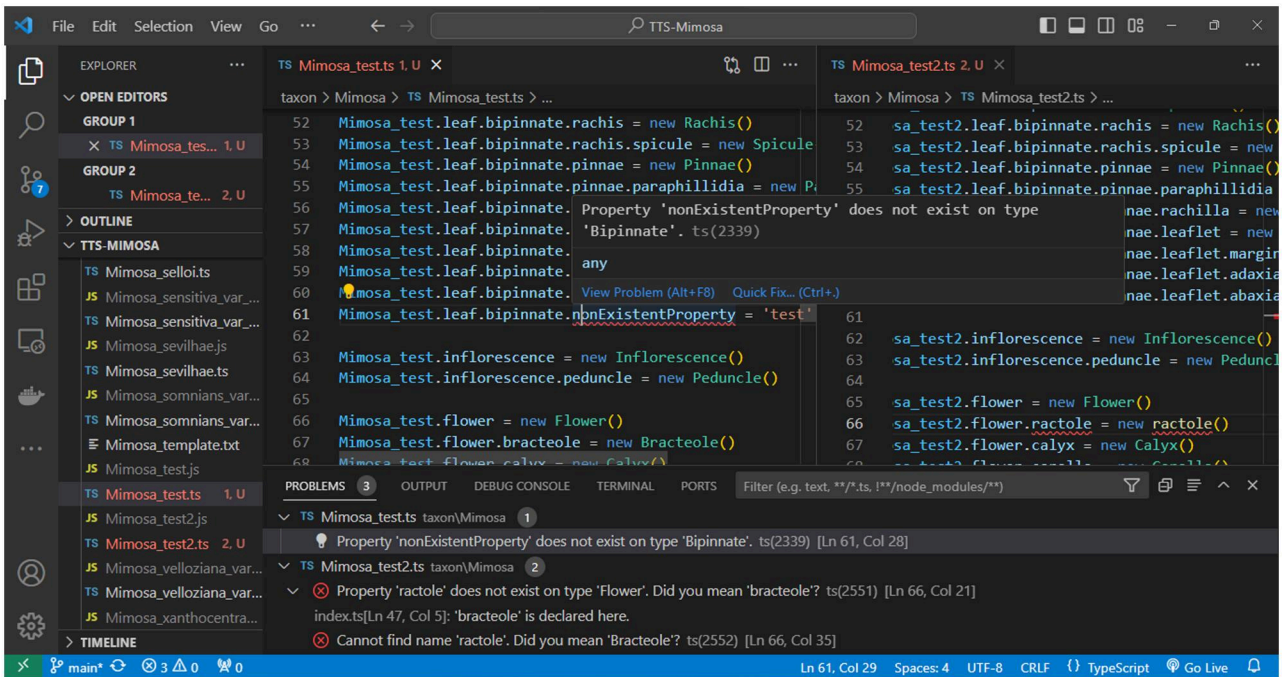 File Edit Selection View Go ··· TTS-Mimosa
EXPLORER ···
OPEN EDITORS
GROUP 1
TS Mimosa_tes... 1, U
GROUP 2
TS Mimosa_te... 2, U
OUTLINE
TTS-MIMOSA
TS Mimosa_selloi.ts
JS Mimosa_sensitiva_var_...
TS Mimosa_sensitiva_var_...
JS Mimosa_sevilhae.js
TS Mimosa_sevilhae.ts
JS Mimosa_somnians_var...
TS Mimosa_somnians_var...
Mimosa_template.txt
JS Mimosa_test.js
TS Mimosa_test.ts 1, U
JS Mimosa_test2.js
TS Mimosa_test2.ts 2, U
JS Mimosa_velloziana_var...
TS Mimosa_velloziana_var...
JS Mimosa_xanthocentra...
TIMELINE
7
TS Mimosa_test.ts 1, U
taxon > Mimosa > TS Mimosa_test.ts > ...
52 Mimosa_test.leaf.bipinnate.rachis = new Rachis()
53 Mimosa_test.leaf.bipinnate.rachis.spicule = new Spicule
54 Mimosa_test.leaf.bipinnate.pinnae = new Pinnae()
55 Mimosa_test.leaf.bipinnate.pinnae.paraphillidia = new Pa
56 Mimosa_test.leaf.bipinnate.
57 Mimosa_test.leaf.bipinnate.
58 Mimosa_test.leaf.bipinnate.
59 Mimosa_test.leaf.bipinnate.
60 Mimosa_test.leaf.bipinnate.
61 Mimosa_test.leaf.bipinnate.nonExistentProperty = 'test'
62
63 Mimosa_test.inflorescence = new Inflorescence()
64 Mimosa_test.inflorescence.peduncle = new Peduncle()
65
66 Mimosa_test.flower = new Flower()
67 Mimosa_test.flower.bracteole = new Bracteole()
68 Mimosa_test.flower.calyx = new Calyx()
Property 'nonExistentProperty' does not exist on type
'Bipinnate'. ts(2339)
any
View Problem (Alt+F8) Quick Fix... (Ctrl+.)
TS Mimosa_test2.ts 2, U
taxon > Mimosa > TS Mimosa_test2.ts > ...
52 sa_test2.leaf.bipinnate.rachis = new Rachis()
53 sa_test2.leaf.bipinnate.rachis.spicule = new
54 sa_test2.leaf.bipinnate.pinnae = new Pinnae()
55 sa_test2.leaf.bipinnate.pinnae.paraphillidia
nae.rachilla = new
nae.leaflet = new
nae.leaflet.margin
nae.leaflet.adaxia
nae.leaflet.abaxia
61
62 sa_test2.inflorescence = new Inflorescence()
63 sa_test2.inflorescence.peduncle = new Peduncl
64
65 sa_test2.flower = new Flower()
66 sa_test2.flower.ractole = new ractole()
67 sa_test2.flower.calyx = new Calyx()
68 sa_test2.flower.corolla = new Corolla()
PROBLEMS 3 OUTPUT DEBUG CONSOLE TERMINAL PORTS Filter (e.g. text, **/*.ts, !**/node_modules/**)
TS Mimosa_test.ts taxon\Mimosa 1
Property 'nonExistentProperty' does not exist on type 'Bipinnate'. ts(2339) [Ln 61, Col 28]
TS Mimosa_test2.ts taxon\Mimosa 2
Property 'ractole' does not exist on type 'Flower'. Did you mean 'bracteole'? ts(2551) [Ln 66, Col 21]
index.ts[Ln 47, Col 5]: 'bracteole' is declared here.
Cannot find name 'ractole'. Did you mean 'Bracteole'? ts(2552) [Ln 66, Col 35]
main* 3 0 0 Ln 61, Col 29 Spaces: 4 UTF-8 CRLF {} TypeScript Go Live